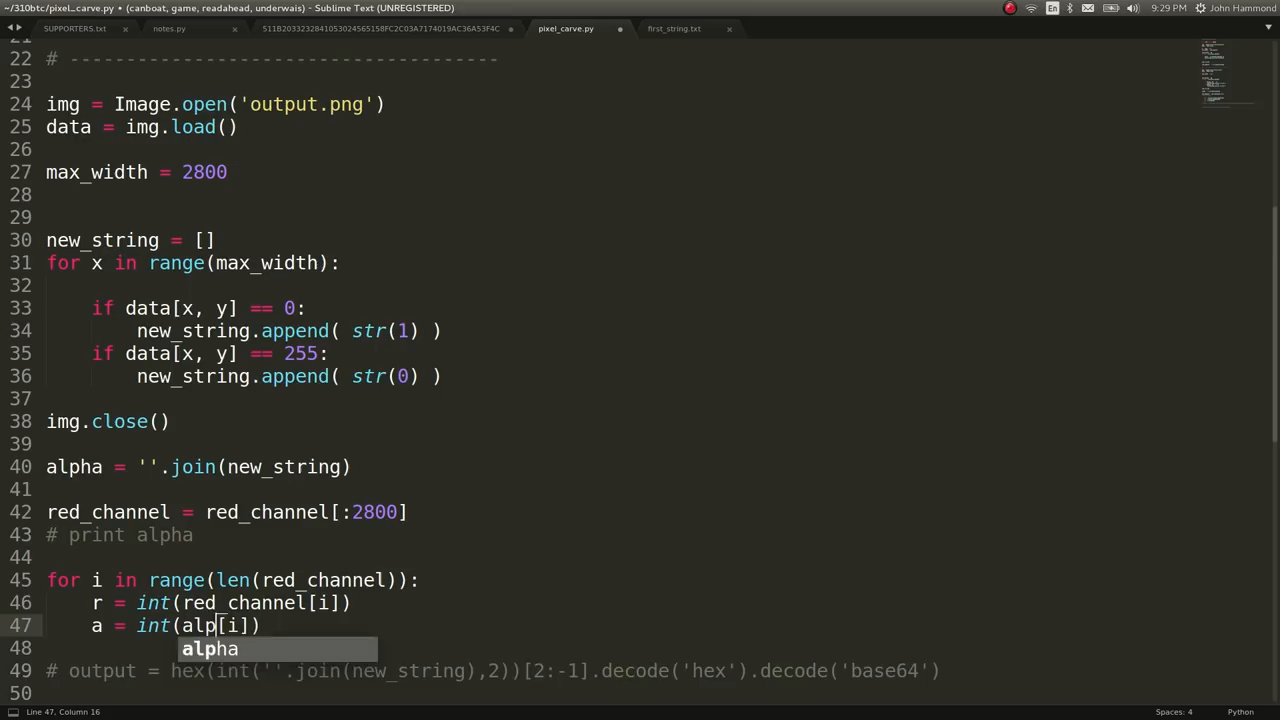 ~/310btc/pixel_carve.py • (canboat, game, readahead, underwais) - Sublime Text (UNREGISTERED)
En
9:29 PM
John Hammond
SUPPORTERS.txt
notes.py
511B20332328410530245651 58FC2C03A7174019AC36A53F4C
pixel_carve.py
first_string.txt
21
22 # --------------------------------------
23
24 img = Image.open('output.png')
25 data = img.load()
26
27 max_width = 2800
28
29
30 new_string = []
31 for x in range(max_width):
32
33 if data[x, y] == 0:
34 new_string.append( str(1) )
35 if data[x, y] == 255:
36 new_string.append( str(0) )
37
38 img.close()
39
40 alpha = ''.join(new_string)
41
42 red_channel = red_channel[:2800]
43 # print alpha
44
45 for i in range(len(red_channel)):
46 r = int(red_channel[i])
47 a = int(alp[i])
alpha
48
49 # output = hex(int(''.join(new_string),2))[2:-1].decode('hex').decode('base64')
50
Line 47, Column 16
Spaces: 4
Python